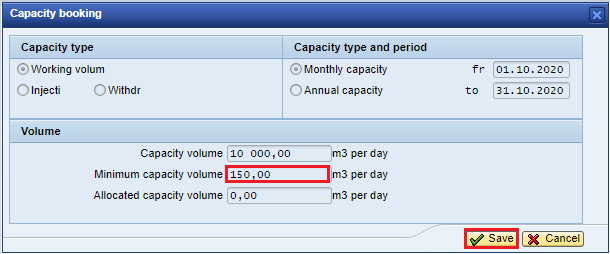 Capacity booking
Capacity type
Capacity type and period
Working volum
Monthly capacity fr 01.10.2020
Injecti Withdr
Annual capacity to 31.10.2020
Volume
Capacity volume 10 000,00 m3 per day
Minimum capacity volume 150,00 m3 per day
Allocated capacity volume 0,00 m3 per day
Save Cancel